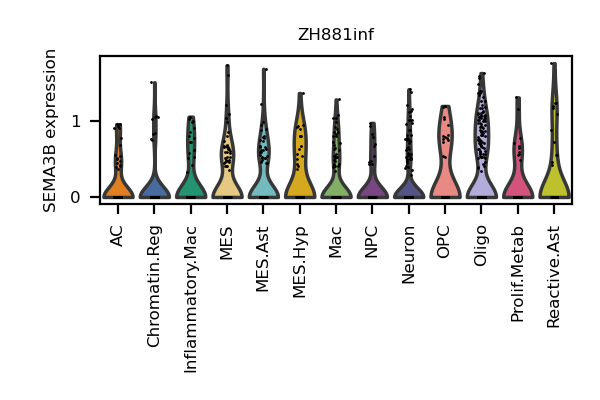 ZH881inf
SEMA3B expression
1
0
AC
Chromatin.Reg
Inflammatory.Mac
MES
MES.Ast
MES.Hyp
Mac
NPC
Neuron
OPC
Oligo
Prolif.Metab
Reactive.Ast